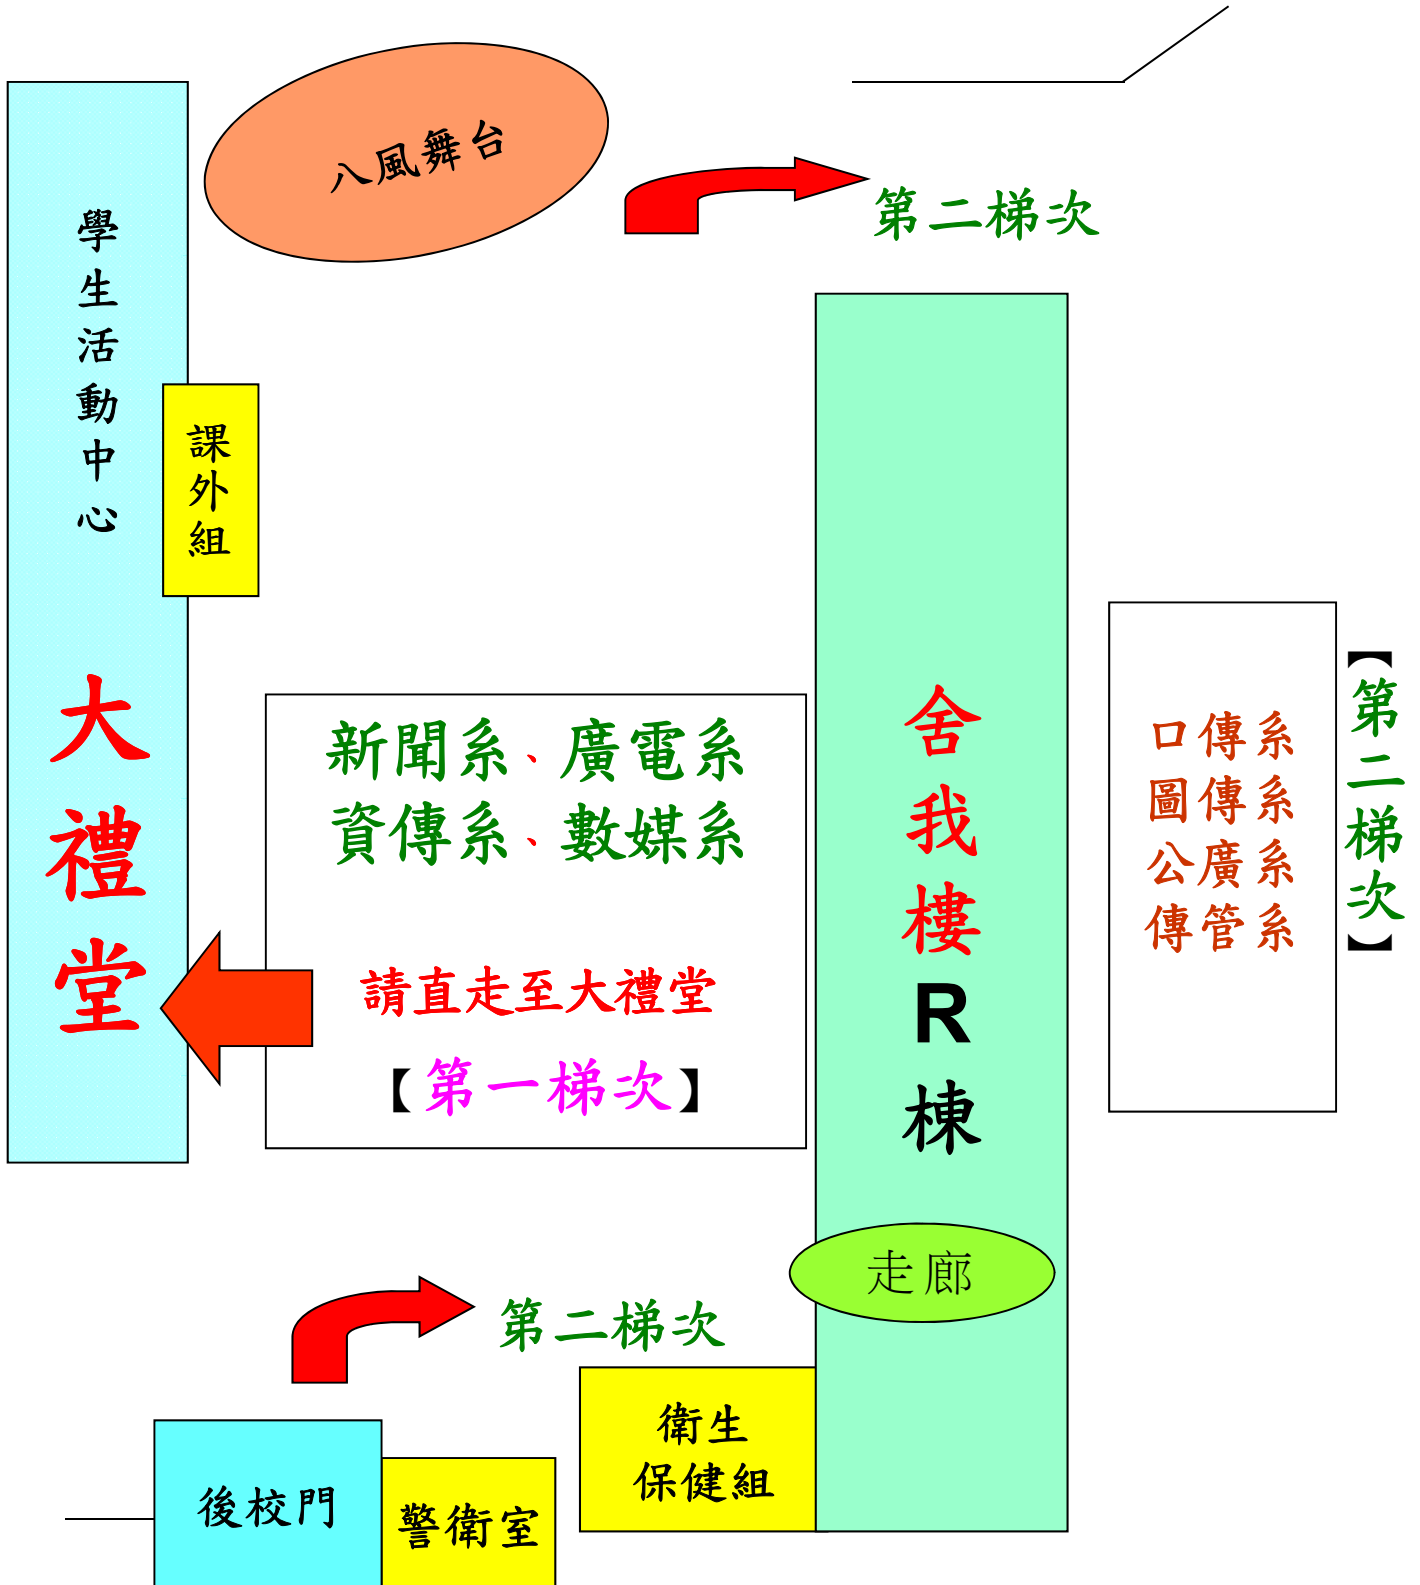 八風舞台
第二梯次
學生活動中心
課外組
大禮堂
新聞系、廣電系
資傳系、數媒系
請直走至大禮堂
【第一梯次】
舍我樓R棟
口傳系
圖傳系
公廣系
傳管系
【第二梯次】
走廊
第二梯次
衛生
保健組
後校門
警衛室